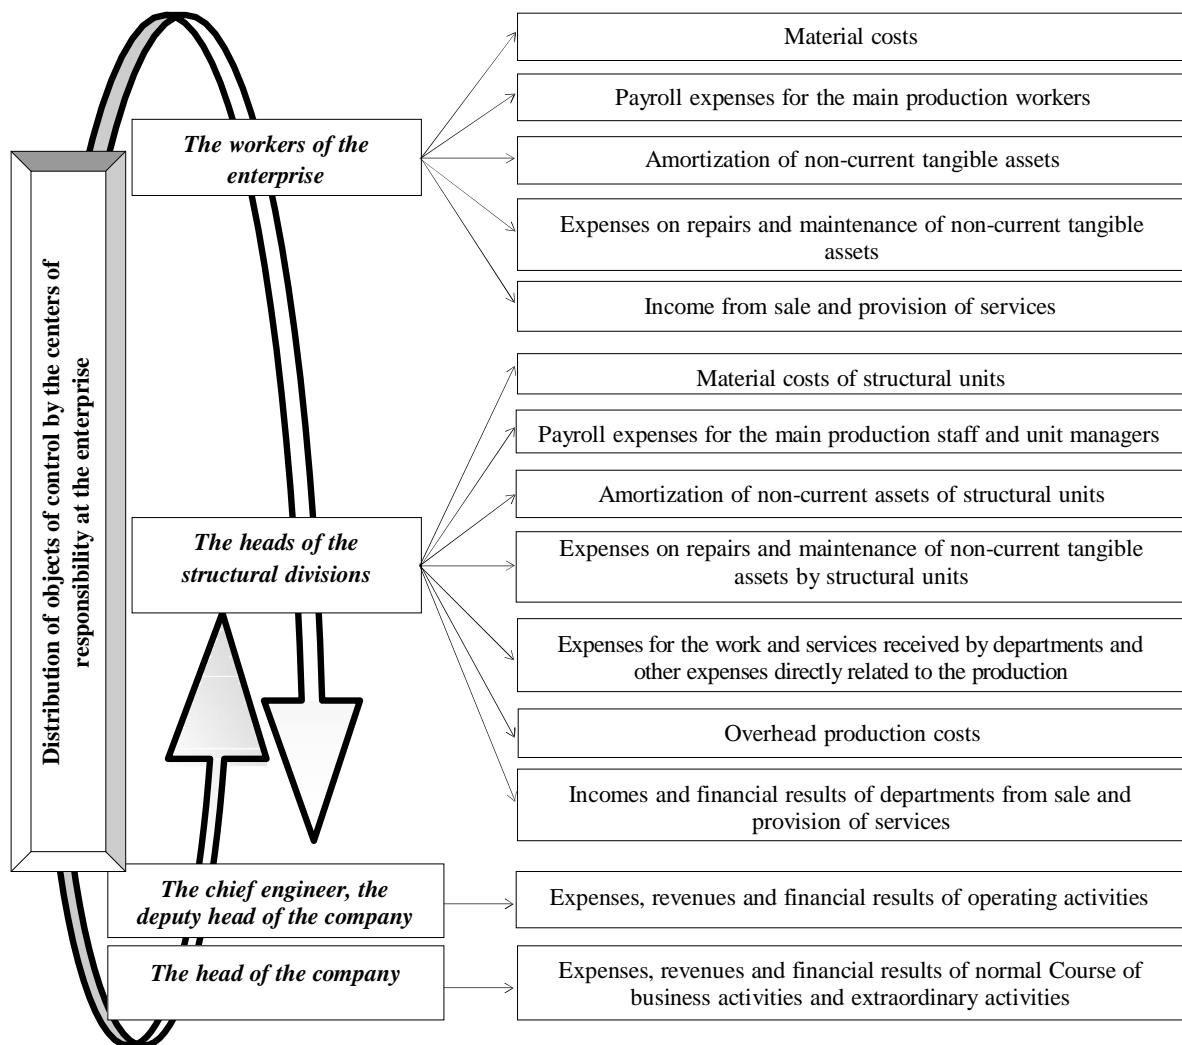 Distribution of objects of control by the centers of
responsibility at the enterprise
The workers of the
enterprise
Material costs
Payroll expenses for the main production workers
Amortization of non-current tangible assets
Expenses on repairs and maintenance of non-current tangible
assets
Income from sale and provision of services
The heads of the
structural divisions
Material costs of structural units
Payroll expenses for the main production staff and unit managers
Amortization of non-current assets of structural units
Expenses on repairs and maintenance of non-current tangible
assets by structural units
Expenses for the work and services received by departments and
other expenses directly related to the production
Overhead production costs
Incomes and financial results of departments from sale and
provision of services
The chief engineer, the
deputy head of the company
Expenses, revenues and financial results of operating activities
The head of the company
Expenses, revenues and financial results of normal Course of
business activities and extraordinary activities